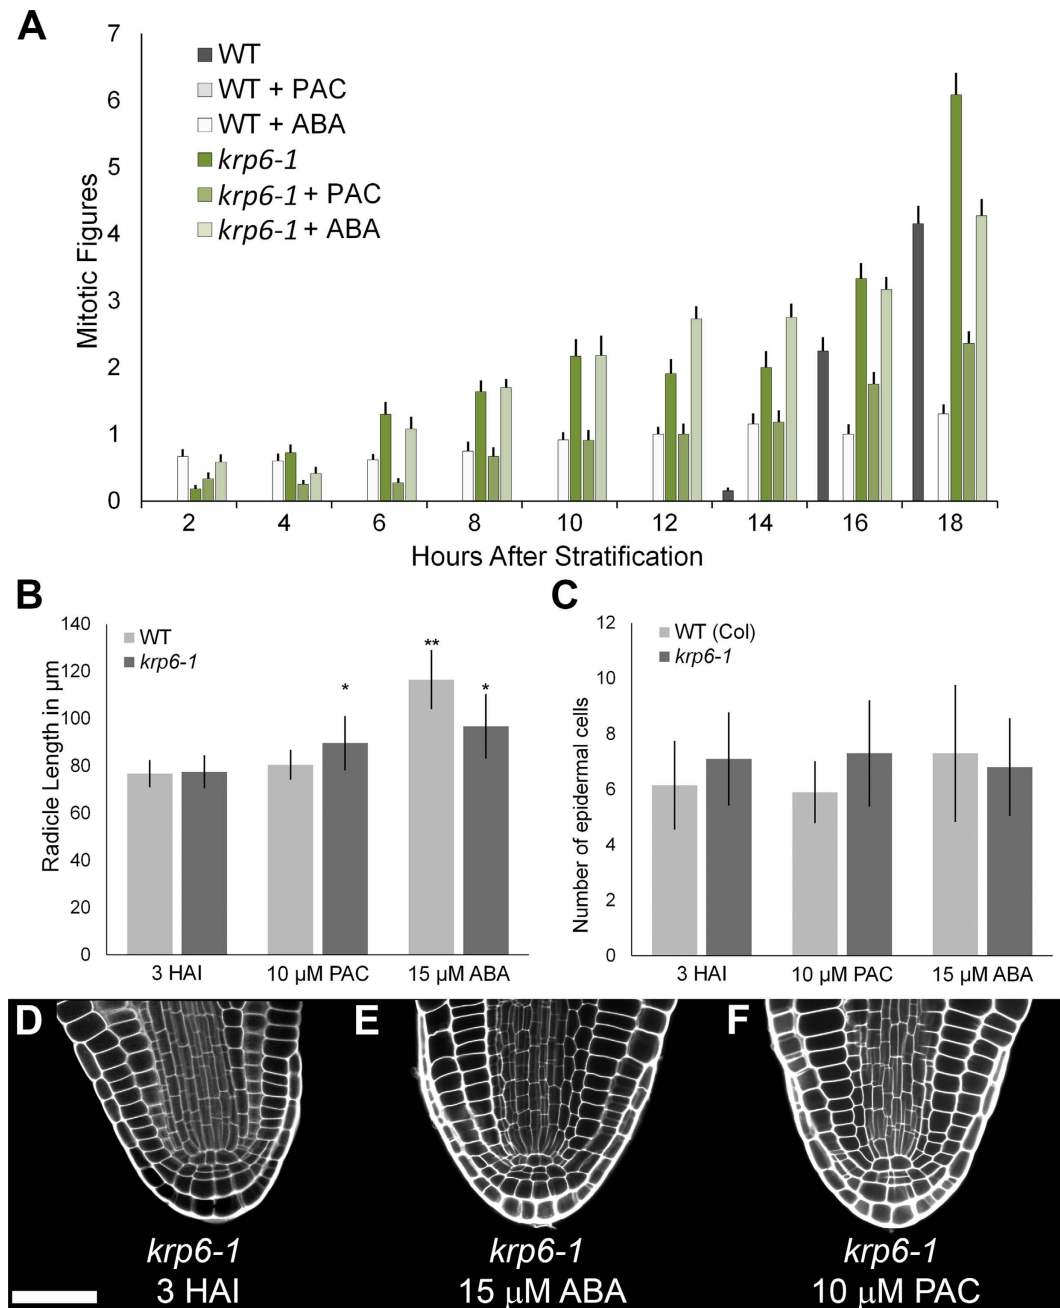 A
7
6
5
4
3
2
1
0
Mitotic Figures
WT
WT + PAC
WT + ABA
krp6-1
krp6-1 + PAC
krp6-1 + ABA
2 4 6 8 10 12 14 16 18
Hours After Stratification
B
140
120
100
80
60
40
20
0
Radicle Length in µm
WT
krp6-1
*
**
*
3 HAI 10 µM PAC 15 µM ABA
C
12
10
8
6
4
2
0
Number of epidermal cells
WT (Col)
krp6-1
3 HAI 10 µM PAC 15 µM ABA
D E F
krp6-1 krp6-1 krp6-1
3 HAI 15 µM ABA 10 µM PAC